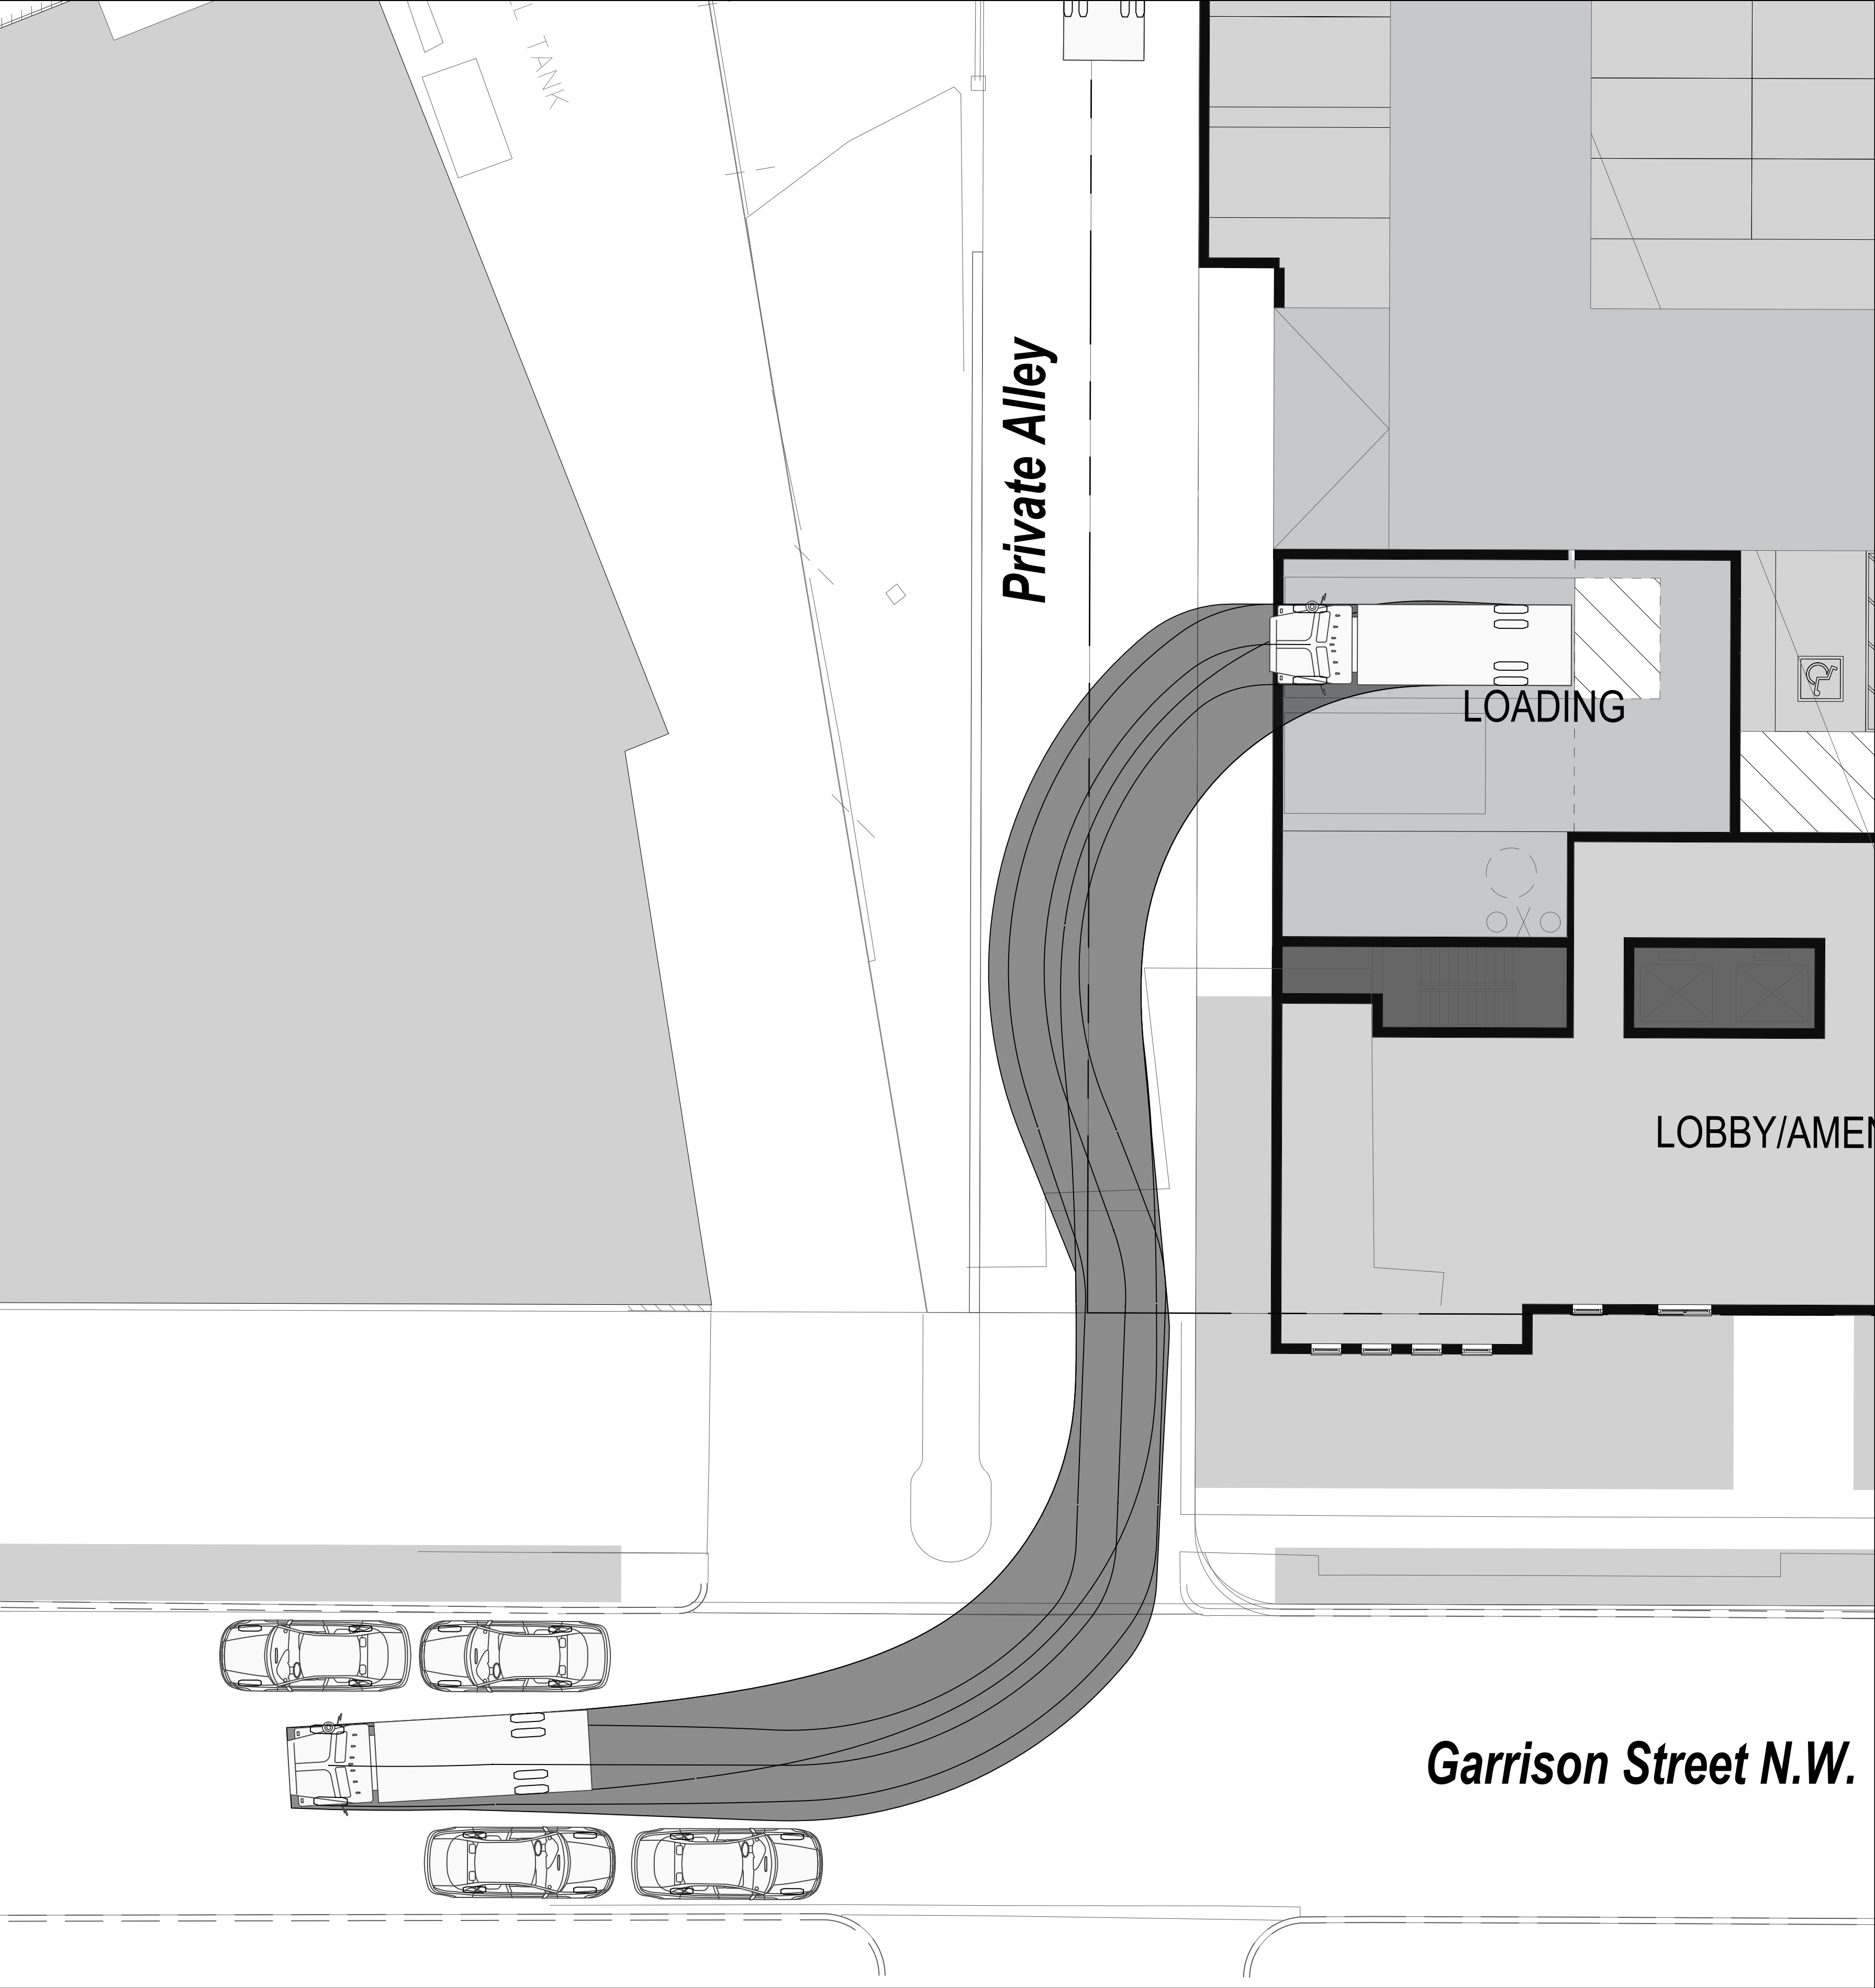 TANK
Private Alley
LOADING
LOBBY/AMEN
Garrison Street N.W.